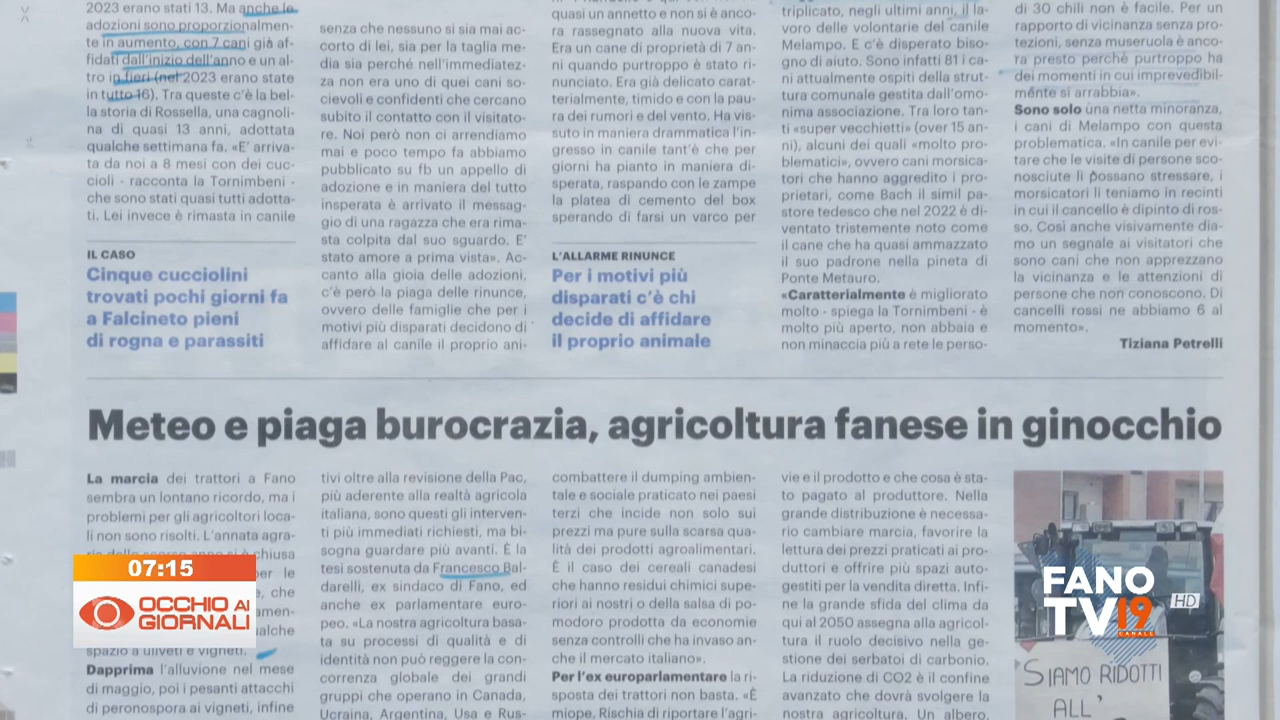 2023 erano stati 13. Ma anche le
adozioni sono proporzionalmen-
te in aumento, con 7 cani già af-
fidati dall'inizio dell'anno e un al-
tro in fieri (nel 2023 erano state
in tutto 16). Tra queste c'è la bel-
la storia di Rossella, una cagnoli-
na di quasi 13 anni, adottata
qualche settimana fa. «E' arriva-
ta da noi a 8 mesi con dei cuc-
cioli - racconta la Tornimbeni -
che sono stati quasi tutti adotta-
ti. Lei invece è rimasta in canile
IL CASO
Cinque cucciolini
trovati pochi giorni fa
a Falcineto pieni
di rogna e parassiti
senza che nessuno si sia mai ac-
corto di lei, sia per la taglia me-
dia sia perché nell'immediatez-
za non era uno di quei cani so-
cievoli e confidenti che cercano
subito il contatto con il visitato-
re. Noi però non ci arrendiamo
mai e poco tempo fa abbiamo
pubblicato su fb un appello di
adozione e in maniera del tutto
insperata è arrivato il messag-
gio di una ragazza che era rima-
sta colpita dal suo sguardo. E'
stato amore a prima vista». Ac-
canto alla gioia delle adozioni,
c'è però la piaga delle rinunce,
ovvero delle famiglie che per i
motivi più disparati decidono di
affidare al canile il proprio ani-
quasi un annetto e non si è anco-
ra rassegnato alla nuova vita.
Era un cane di proprietà di 7 an-
ni quando purtroppo è stato ri-
nunciato. Era già delicato carat-
terialmente, timido e con la pau-
ra dei rumori e del vento. Ha vis-
suto in maniera drammatica l'in-
gresso in canile tant'è che per
giorni ha pianto in maniera di-
sperata, raspando con le zampe
la platea di cemento del box
sperando di farsi un varco per
L'ALLARME RINUNCE
Per i motivi più
disparati c'è chi
decide di affidare
il proprio animale
triplicato, negli ultimi anni, il la-
voro delle volontarie del canile
Melampo. E c'è disperato biso-
gno di aiuto. Sono infatti 81 i ca-
ni attualmente ospiti della strut-
tura comunale gestita dall'omo-
nima associazione. Tra loro tan-
ti «super vecchietti» (over 15 an-
ni), alcuni dei quali «molto pro-
blematici», ovvero cani morsica-
tori che hanno aggredito i pro-
prietari, come Bach il simil pa-
store tedesco che nel 2022 è di-
ventato tristemente noto come
il cane che ha quasi ammazzato
il suo padrone nella pineta di
Ponte Metauro.
«Caratterialmente è migliorato
molto - spiega la Tornimbeni - è
molto più aperto, non abbaia e
non minaccia più a rete le perso-
di 30 chili non è facile. Per un
rapporto di vicinanza senza pro-
tezioni, senza museruola è anco-
ra presto perché purtroppo ha
dei momenti in cui imprevedibil-
mente si arrabbia».
Sono solo una netta minoranza,
i cani di Melampo con questa
problematica. «In canile per evi-
tare che le visite di persone sco-
nosciute li possano stressare, i
morsicatori li teniamo in recinti
in cui il cancello è dipinto di ros-
so. Così anche visivamente dia-
mo un segnale ai visitatori che
sono cani che non apprezzano
la vicinanza e le attenzioni di
persone che non conoscono. Di
cancelli rossi ne abbiamo 6 al
momento».
Tiziana Petrelli
Meteo e piaga burocrazia, agricoltura fanese in ginocchio
La marcia dei trattori a Fano
sembra un lontano ricordo, ma i
problemi per gli agricoltori loca-
li non sono risolti. L'annata agra-
chiusa
per le
che
amen-
ualche
spazio a uliveti e vigneti.
Dapprima l'alluvione nel mese
di maggio, poi i pesanti attacchi
di peronospora ai vigneti, infine
tivi oltre alla revisione della Pac,
più aderente alla realtà agricola
italiana, sono questi gli interven-
ti più immediati richiesti, ma bi-
sogna guardare più avanti. È la
tesi sostenuta da Francesco Bal-
darelli, ex sindaco di Fano, ed
anche ex parlamentare euro-
peo. «La nostra economia basa-
ta su processi di qualità e di
identità non può reggere la con-
correnza globale dei grandi
gruppi che operano in Canada,
Ucraina, Argentina, Usa e Rus-
combattere il dumping ambien-
tale e sociale praticato nei paesi
terzi che incide non solo sui
prezzi ma pure sulla scarsa qua-
lità dei prodotti agroalimentari.
È il caso dei cereali canadesi
che hanno residui chimici supe-
riori ai nostri o della salsa di po-
modoro prodotta da economie
senza controlli che ha invaso an-
che il mercato italiano».
Per l'ex europarlamentare la ri-
sposta dei trattori non basta. «È
miope. Rischia di riportare l'agri-
vie e il prodotto e che cosa è sta-
to pagato al produttore. Nella
grande distribuzione è necessa-
rio cambiare marcia, favorire la
lettura dei prezzi praticati ai pro-
duttori e offrire più spazi auto-
gestiti per la vendita diretta. Infi-
ne la grande sfida del clima da
qui al 2050 assegna alla agricol-
tura il ruolo decisivo nella ge-
stione dei serbatoi di carbonio.
La riduzione di CO2 è il confine
avanzato che dovrà svolgere la
nostra agricoltura. Un albero,
SIAMO RIDOTTI
ALL'
07:15
OCCHIO AI
GIORNALI
FANO
TV19
CANALE
HD